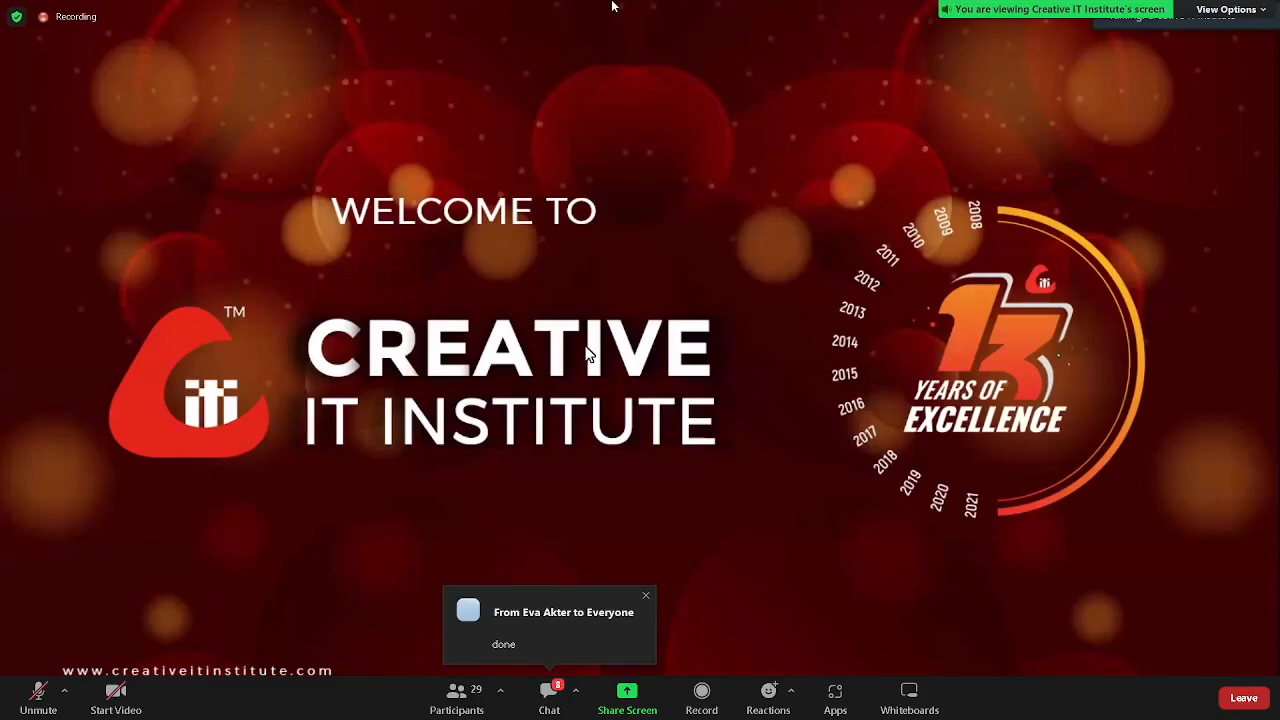 Recording
You are viewing Creative IT Institute's screen
View Options
WELCOME TO
TM
iti
CREATIVE
IT INSTITUTE
2008
2009
2010
2011
2012
2013
2014
2015
2016
2017
2018
2019
2020
2021
iti
13
YEARS OF
EXCELLENCE
From Eva Akter to Everyone
done
www.creativeitinstitute.com
29
8
Unmute
Start Video
Participants
Chat
Share Screen
Record
Reactions
Apps
Whiteboards
Leave